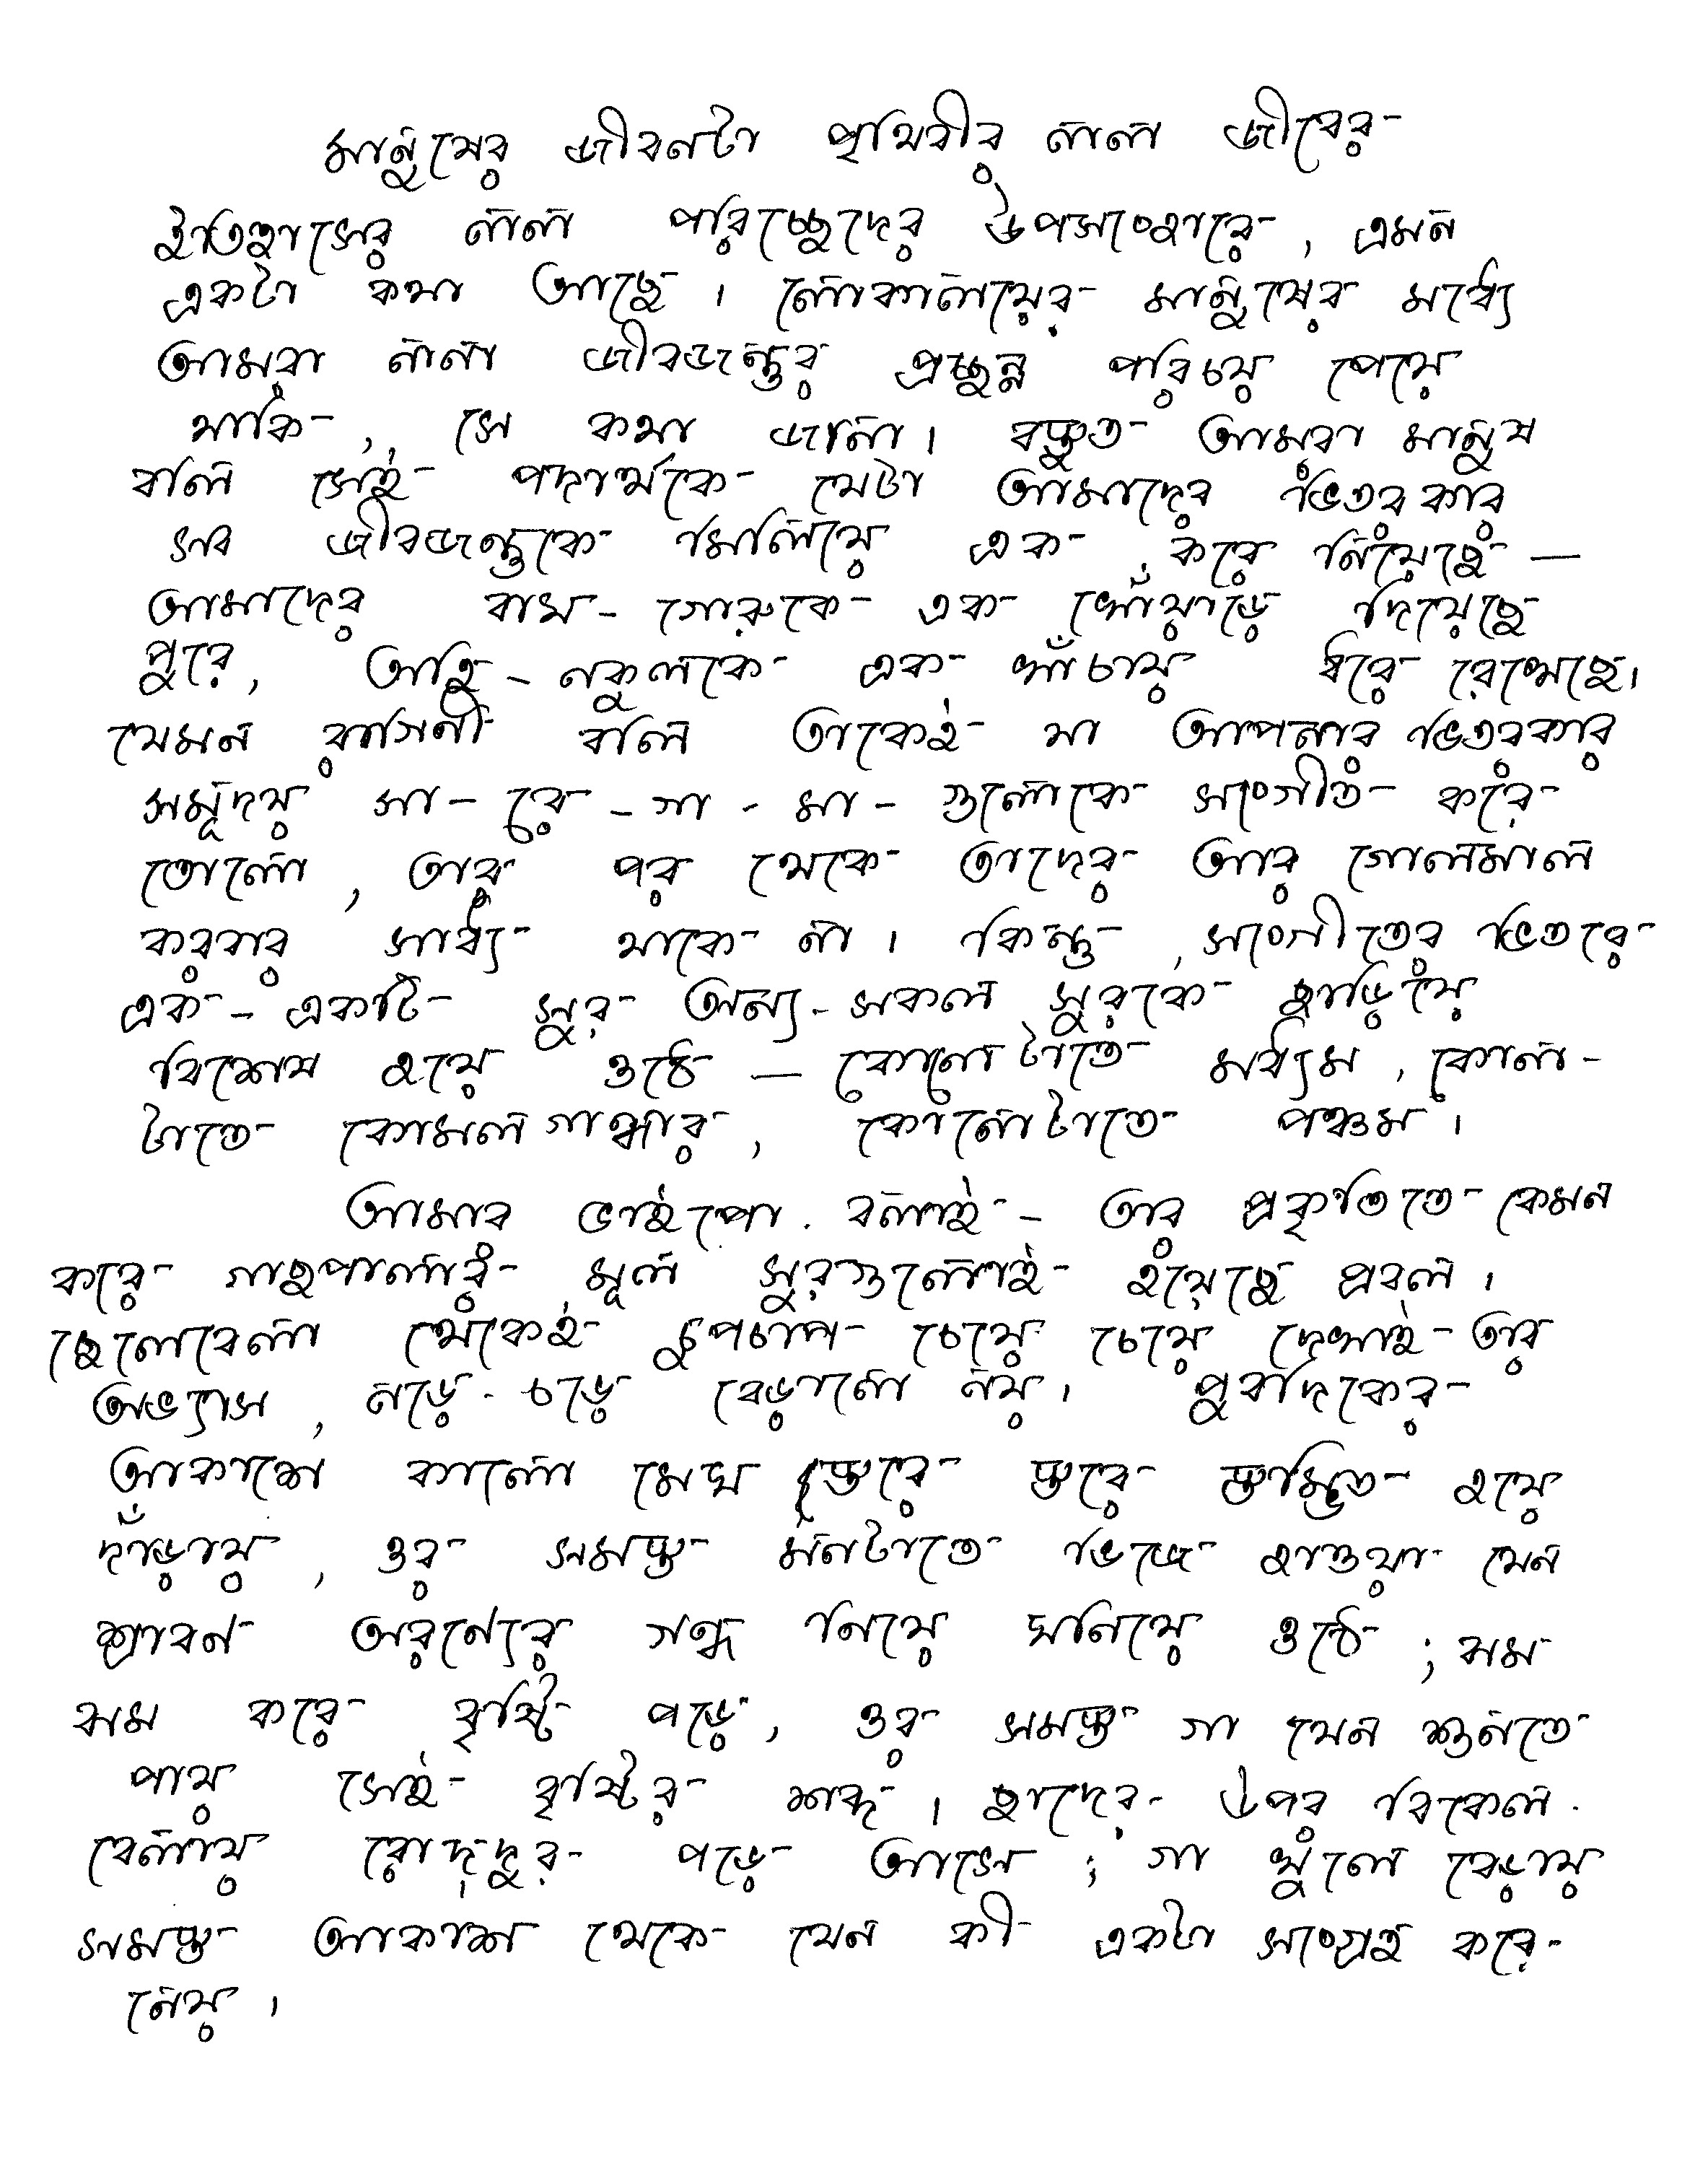 মানুষের জীবনটা পৃথিবীর নানা জীবের
ইতিহাসের নানা পরিচ্ছেদের উপসংহারে, এমন
একটা কথা আছে। লোকালয়ের মানুষের মধ্যে
আমরা নানা জীবজন্তুর প্রচ্ছন্ন পরিচয় পেয়ে
থাকি, সে কথা জানা। বস্তুত আমরা মানুষ
বলি সেই পদার্থকে যেটা আমাদের ভিতরকার
সব জীবজন্তুকে মিলিয়ে এক করে নিয়েছে —
আমাদের বাঘ-গোরুকে এক খোঁয়াড়ে দিয়েছে
পুরে, অহি-নকুলকে এক খাঁচায় ধরে রেখেছে।
যেমন রাগিনী বলি তাকেই যা আপনার ভিতরকার
সমুদয় সা-রে-গা-মা-গুলোকে সংগীত করে
তোলে, তার পর থেকে তাদের আর গোলমাল
করবার সাধ্য থাকে না। কিন্তু, সংগীতের ভিতরে
এক-একটি সুর অন্য-সকল সুরকে ছাড়িয়ে
বিশেষ হয়ে ওঠে — কোনোটাতে মধ্যম, কোনো-
টাতে কোমলগান্ধার, কোনোটাতে পঞ্চম।
আমার ভাইপো বলাই- তার প্রকৃতিতে কেমন
করে গাছপালার মূল সুরগুলোই হয়েছে প্রবল।
ছেলেবেলা থেকেই চুপচাপ চেয়ে চেয়ে দেখাই তার
অভ্যাস, নড়ে-চড়ে বেড়ানো নয়। পুবদিকের
আকাশে কালো মেঘ স্তরে স্তরে স্তম্ভিত হয়ে
দাঁড়ায়, ওর সমস্ত মনটাতে ভিজে হাওয়া যেন
শ্রাবন অরণ্যের গন্ধ নিয়ে ঘনিয়ে ওঠে; ঝম
ঝম করে বৃষ্টি পড়ে, ওর সমস্ত গা যেন শুনতে
পায় সেই বৃষ্টির শব্দ। ছাদের উপর বিকেল
বেলায় রোদ্‌দুর পড়ে আসে; গা খুলে বেড়ায়
সমস্ত আকাশ থেকে যেন কী একটা সংগ্রহ করে
নেয়।